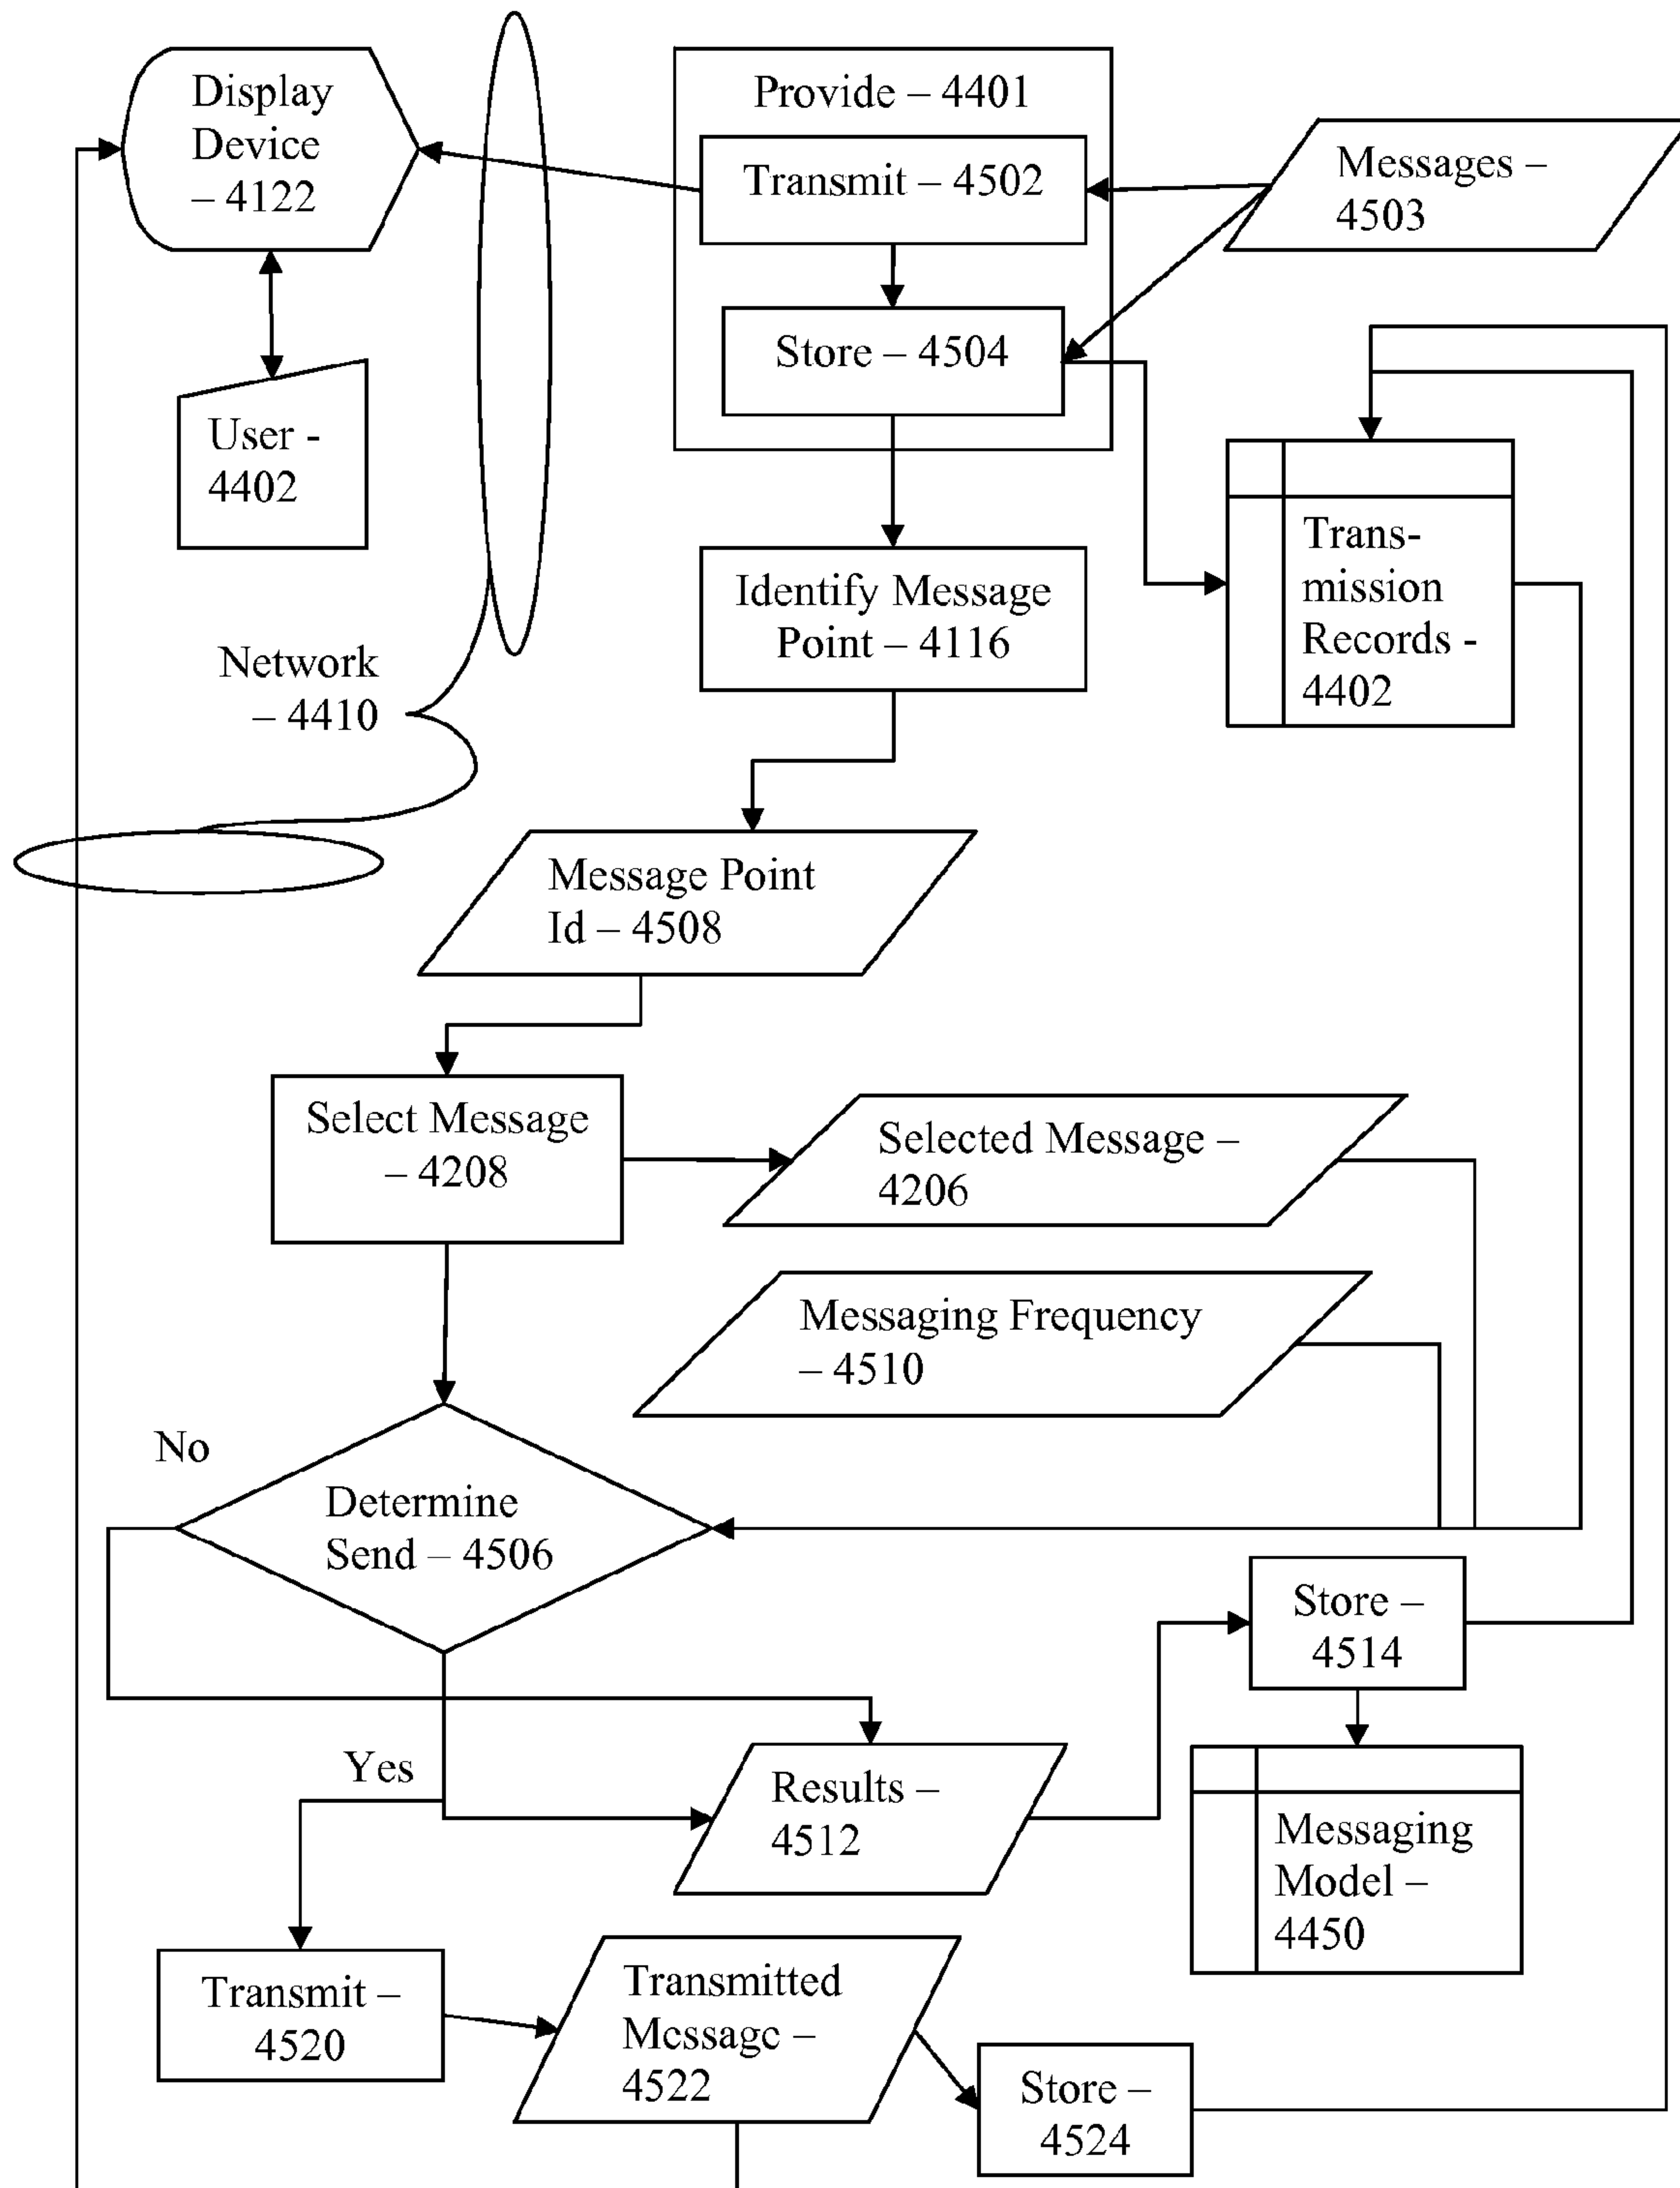 Display
Device
– 4122
Provide – 4401
Transmit – 4502
Messages –
4503
Store – 4504
User -
4402
Trans-
mission
Records -
4402
Identify Message
Point – 4116
Network
– 4410
Message Point
Id – 4508
Select Message
– 4208
Selected Message –
4206
Messaging Frequency
– 4510
No
Determine
Send – 4506
Store –
4514
Yes
Results –
4512
Messaging
Model –
4450
Transmit –
4520
Transmitted
Message –
4522
Store –
4524